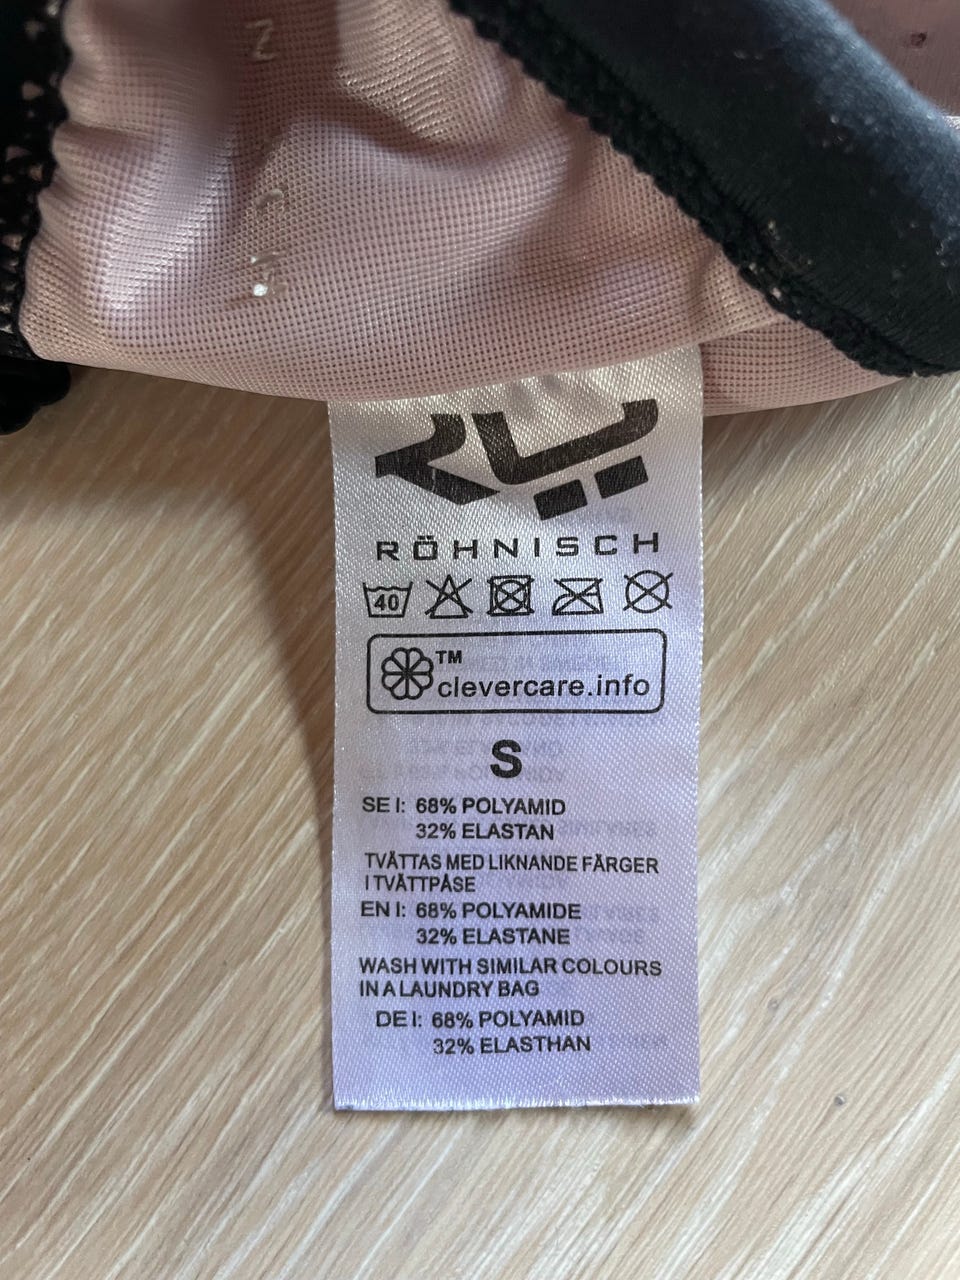 RÖHNISCH
40
TM
clevercare.info
S
SE I: 68% POLYAMID
32% ELASTAN
TVÄTTAS MED LIKNANDE FÄRGER
I TVÄTTPÅSE
EN I: 68% POLYAMIDE
32% ELASTANE
WASH WITH SIMILAR COLOURS
IN A LAUNDRY BAG
DE I: 68% POLYAMID
32% ELASTHAN